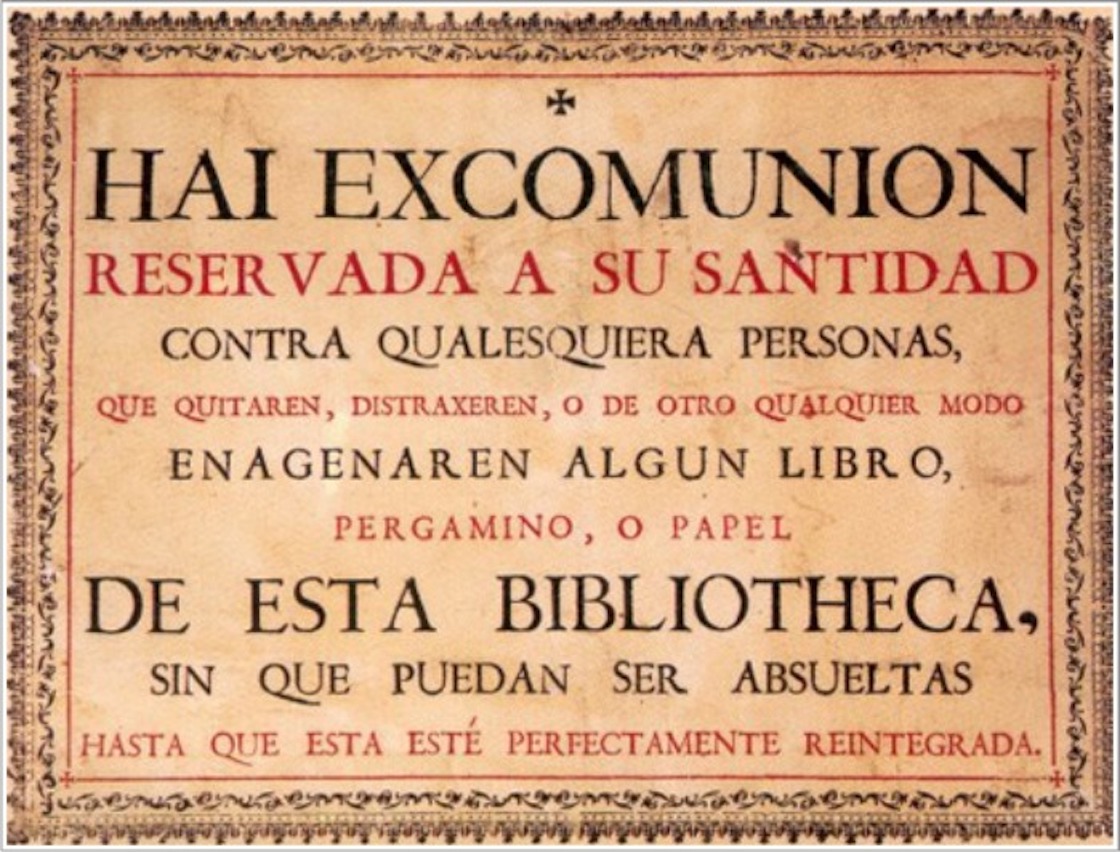 HAI EXCOMUNION
RESERVADA A SU SANTIDAD
CONTRA QUALESQUIERA PERSONAS,
QUE QUITAREN, DISTRAXEREN, O DE OTRO QUALQUIER MODO
ENAGENAREN ALGUN LIBRO,
PERGAMINO, O PAPEL
DE ESTA BIBLIOTHECA,
SIN QUE PUEDAN SER ABSUELTAS
HASTA QUE ESTA ESTÉ PERFECTAMENTE REINTEGRADA.